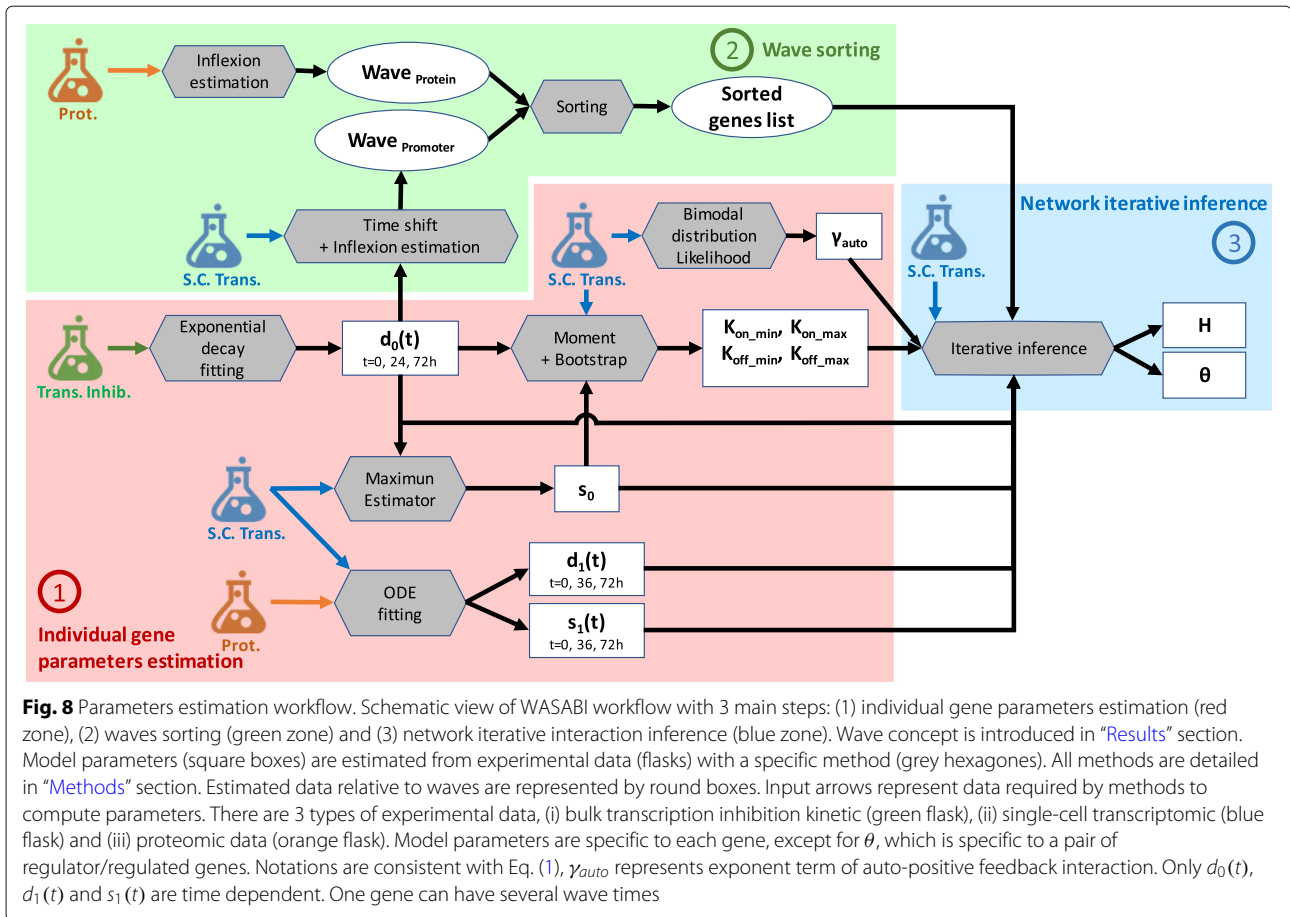 2 Wave sorting
Inflexion
estimation
Wave Protein
Prot.
Sorting
Sorted
genes list
Wave Promoter
Time shift
+ Inflexion estimation
S.C. Trans.
S.C. Trans.
Bimodal
distribution
Likelihood
γauto
Network iterative inference
3
S.C. Trans.
Exponential
decay
fitting
Trans. Inhib.
d0(t)
t=0, 24, 72h
Moment
+ Bootstrap
Kon_min, Kon_max
Koff_min, Koff_max
Iterative inference
H
θ
Maximun
Estimator
S.C. Trans.
s0
1
Individual gene
parameters estimation
Prot.
ODE
fitting
d1(t)
t=0, 36, 72h
s1(t)
t=0, 36, 72h
Fig. 8 Parameters estimation workflow. Schematic view of WASABI workflow with 3 main steps: (1) individual gene parameters estimation (red
zone), (2) waves sorting (green zone) and (3) network iterative interaction inference (blue zone). Wave concept is introduced in “Results” section.
Model parameters (square boxes) are estimated from experimental data (flasks) with a specific method (grey hexagones). All methods are detailed
in “Methods” section. Estimated data relative to waves are represented by round boxes. Input arrows represent data required by methods to
compute parameters. There are 3 types of experimental data, (i) bulk transcription inhibition kinetic (green flask), (ii) single-cell transcriptomic (blue
flask) and (iii) proteomic data (orange flask). Model parameters are specific to each gene, except for θ, which is specific to a pair of
regulator/regulated genes. Notations are consistent with Eq. (1), γauto represents exponent term of auto-positive feedback interaction. Only d0(t),
d1(t) and s1(t) are time dependent. One gene can have several wave times